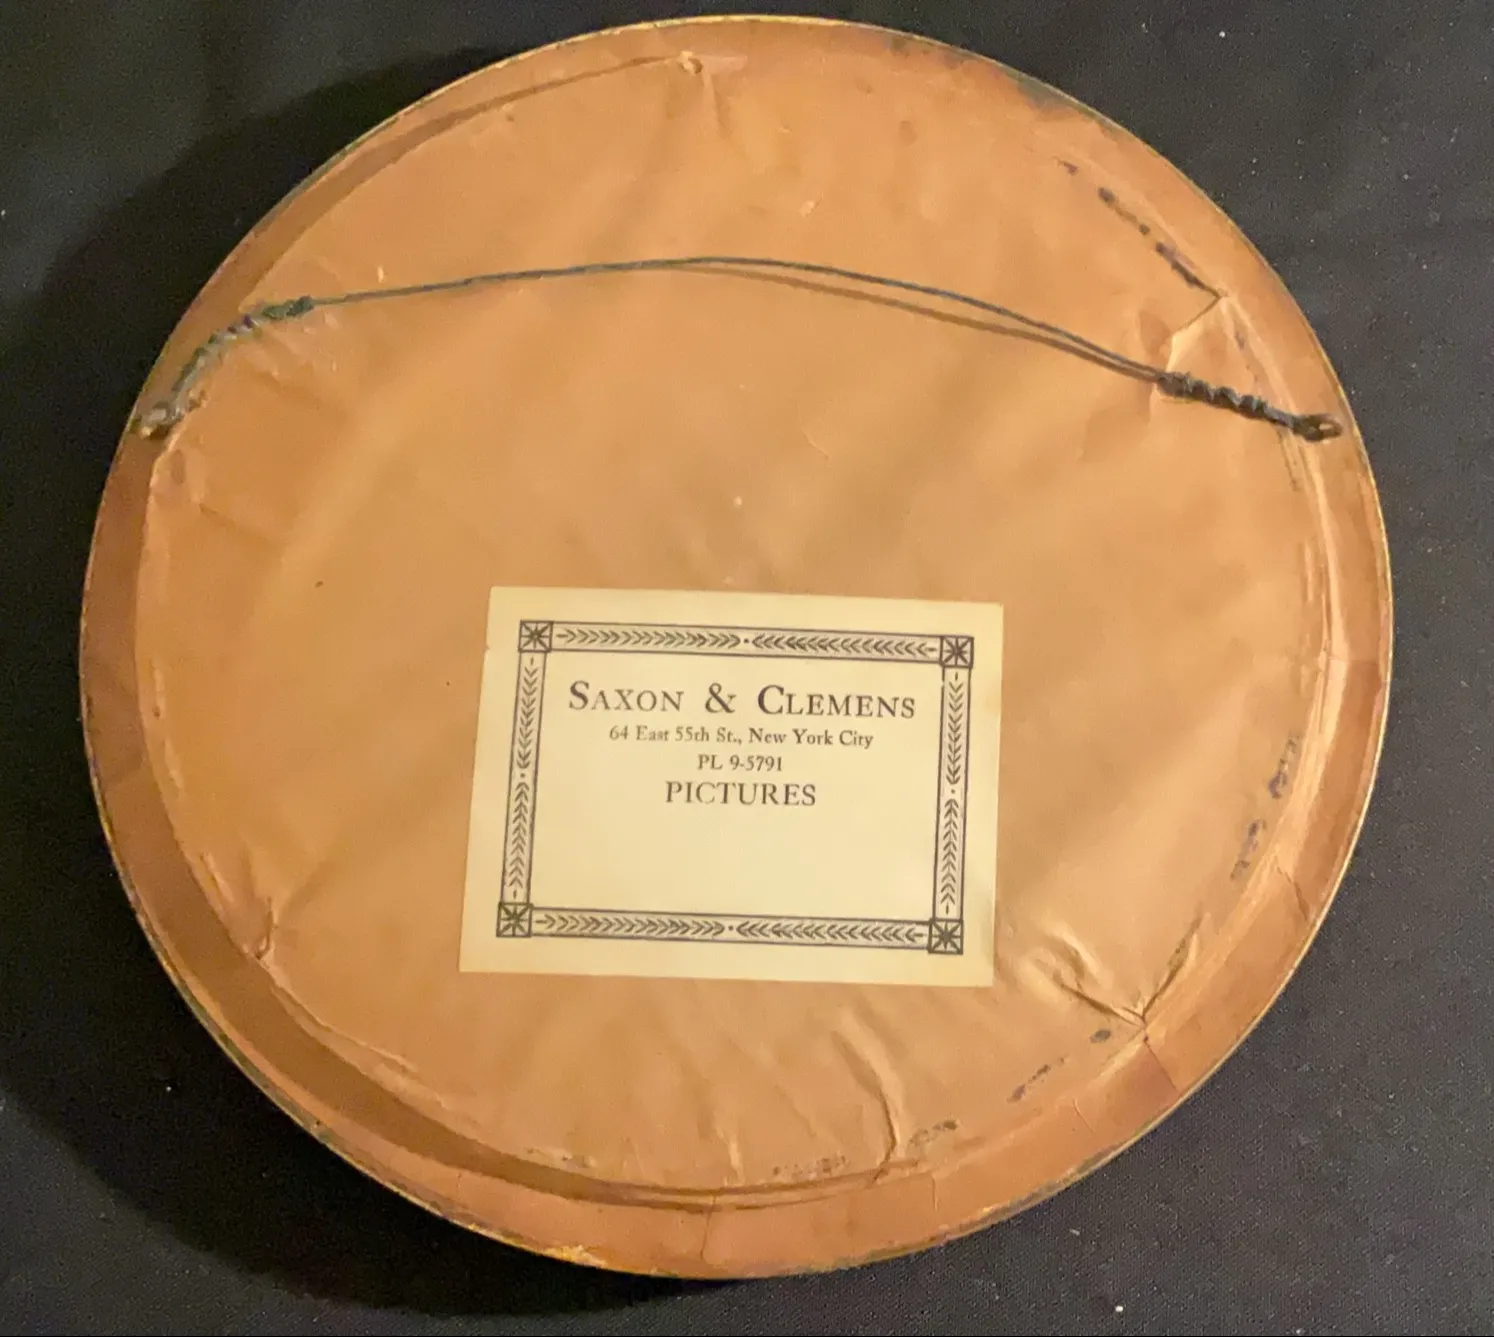 SAXON & CLEMENS
64 East 55th St., New York City
PL 9-5791
PICTURES